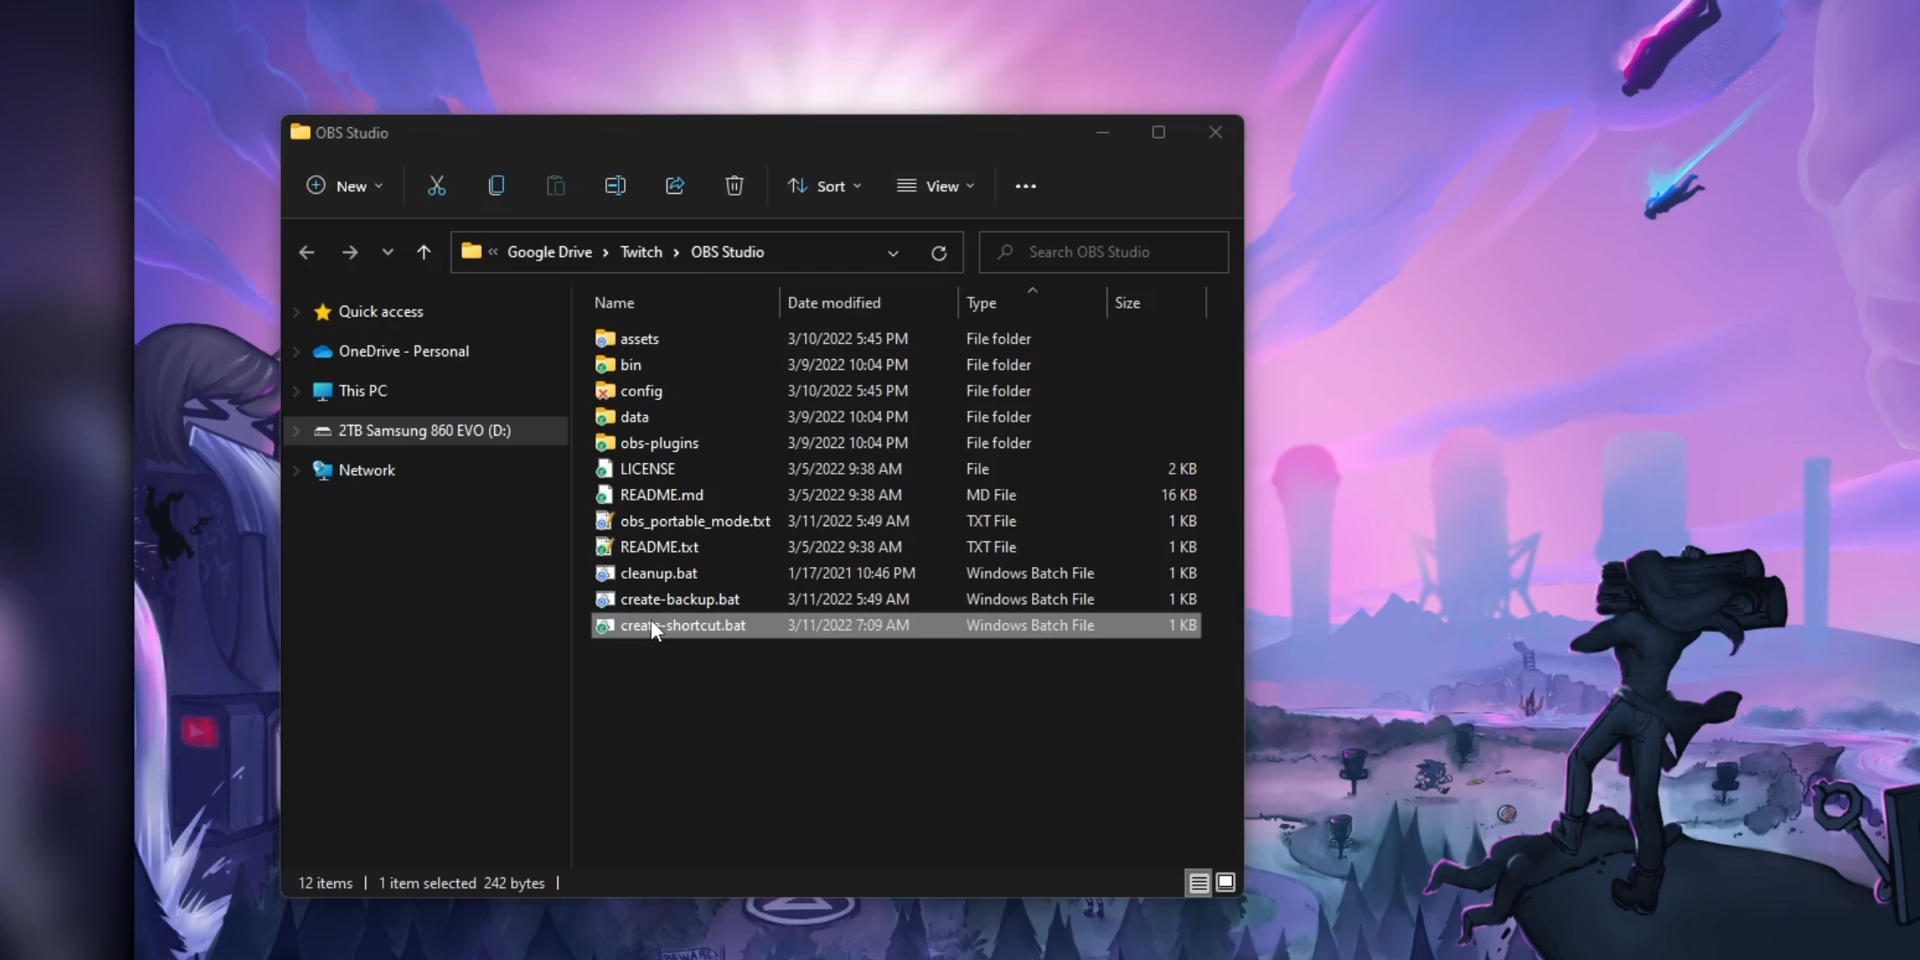 OBS Studio
New
Sort
View
Google Drive
Twitch
OBS Studio
Search OBS Studio
Quick access
OneDrive - Personal
This PC
2TB Samsung 860 EVO (D:)
Network
Name Date modified Type Size
assets 3/10/2022 5:45 PM File folder
bin 3/9/2022 10:04 PM File folder
config 3/10/2022 5:45 PM File folder
data 3/9/2022 10:04 PM File folder
obs-plugins 3/9/2022 10:04 PM File folder
LICENSE 3/5/2022 9:38 AM File 2 KB
README.md 3/5/2022 9:38 AM MD File 16 KB
obs_portable_mode.txt 3/11/2022 5:49 AM TXT File 1 KB
README.txt 3/5/2022 9:38 AM TXT File 1 KB
cleanup.bat 1/17/2021 10:46 PM Windows Batch File 1 KB
create-backup.bat 3/11/2022 5:49 AM Windows Batch File 1 KB
create-shortcut.bat 3/11/2022 7:09 AM Windows Batch File 1 KB
12 items 1 item selected 242 bytes